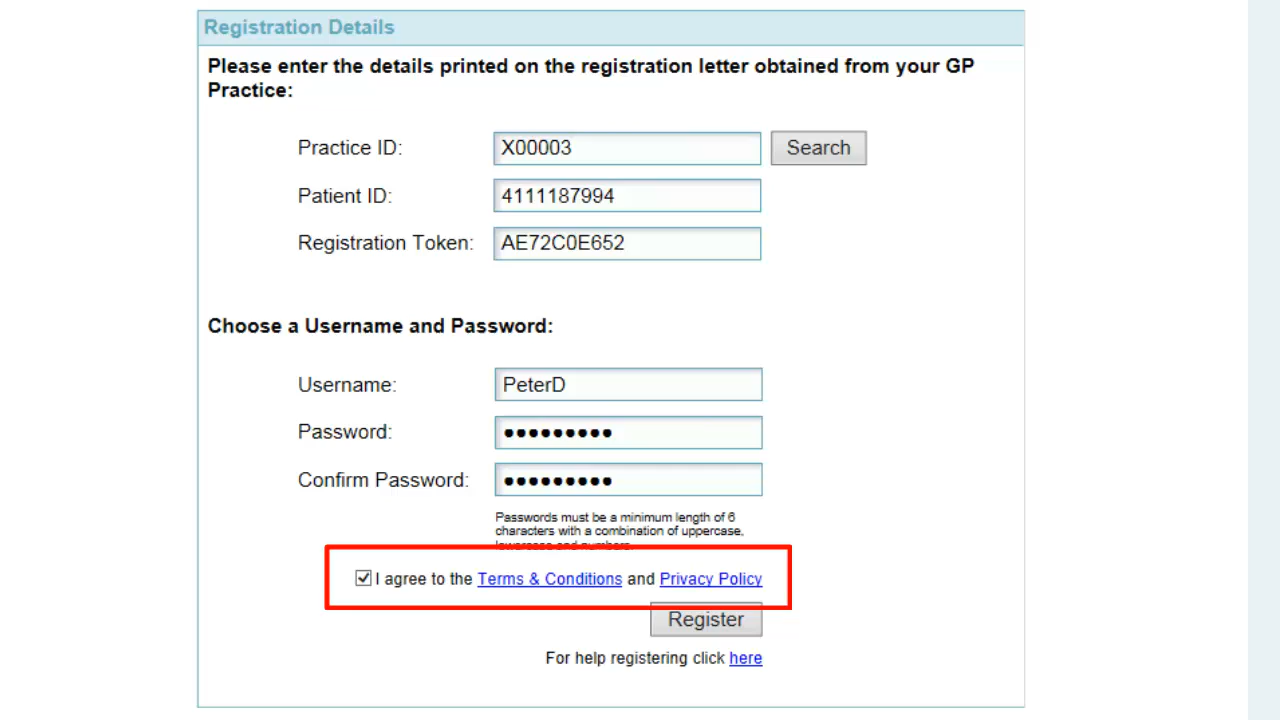 Registration Details
Please enter the details printed on the registration letter obtained from your GP
Practice:
Practice ID: X00003 Search
Patient ID: 4111187994
Registration Token: AE72C0E652
Choose a Username and Password:
Username: PeterD
Password: ●●●●●●●●●
Confirm Password: ●●●●●●●●●
Passwords must be a minimum length of 6
characters with a combination of uppercase,
lowercase and numbers.
I agree to the Terms & Conditions and Privacy Policy
Register
For help registering click here